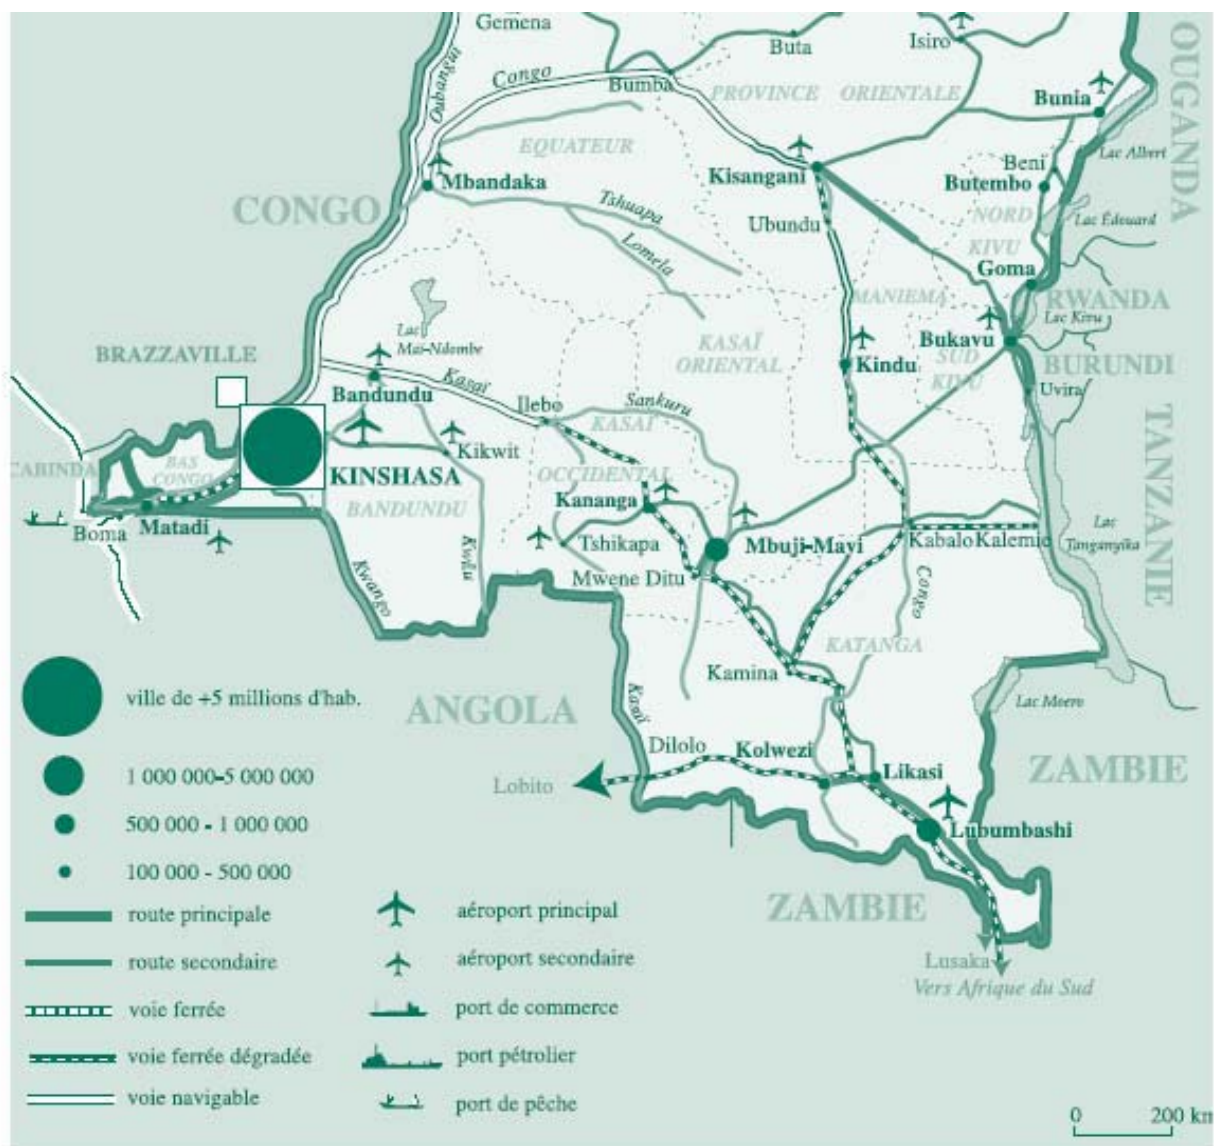 Gemena
Buta
Isiro
OUGANDA
Oubangui
Congo
Bumba
PROVINCE ORIENTALE
Bunia
EQUATEUR
Lac Albert
Beni
Mbandaka
Kisangani
Butembo
CONGO
Tshuapa
Ubundu
NORD
KIVU
Lac Édouard
Lomela
Goma
MANIEMA
RWANDA
Lac Kivu
Lac
Maï-Ndombe
KASAÏ
ORIENTAL
Bukavu
BRAZZAVILLE
Kindu
SUD
KIVU
BURUNDI
Bandundu
Kasaï
Uvira
Ilebo
Sankuru
KASAÏ
OCCIDENTAL
TANZANIE
CABINDA
BAS
CONGO
Kikwit
KINSHASA
BANDUNDU
Kananga
Boma
Matadi
Tshikapa
Mbuji-Mayi
Kabalo
Kalemie
Lac
Tanganyika
Mwene Ditu
Kwango
Kwilu
Congo
KATANGA
Kamina
ANGOLA
Kasaï
Lac Moero
Dilolo
Kolwezi
Lobito
Likasi
ZAMBIE
Lubumbashi
ZAMBIE
Lusaka
Vers Afrique du Sud
ville de +5 millions d'hab.
1 000 000-5 000 000
500 000 - 1 000 000
100 000 - 500 000
route principale
route secondaire
voie ferrée
voie ferrée dégradée
voie navigable
aéroport principal
aéroport secondaire
port de commerce
port pétrolier
port de pêche
0 200 km